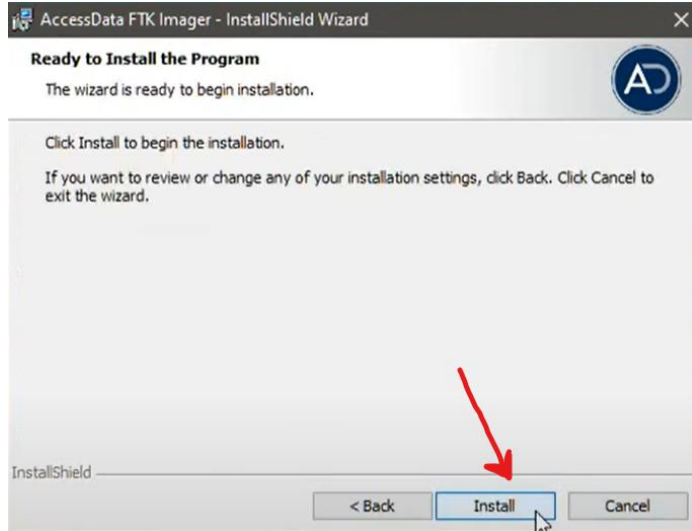 AccessData FTK Imager - InstallShield Wizard
Ready to Install the Program
The wizard is ready to begin installation.
AD
Click Install to begin the installation.
If you want to review or change any of your installation settings, click Back. Click Cancel to
exit the wizard.
InstallShield
< Back Install Cancel